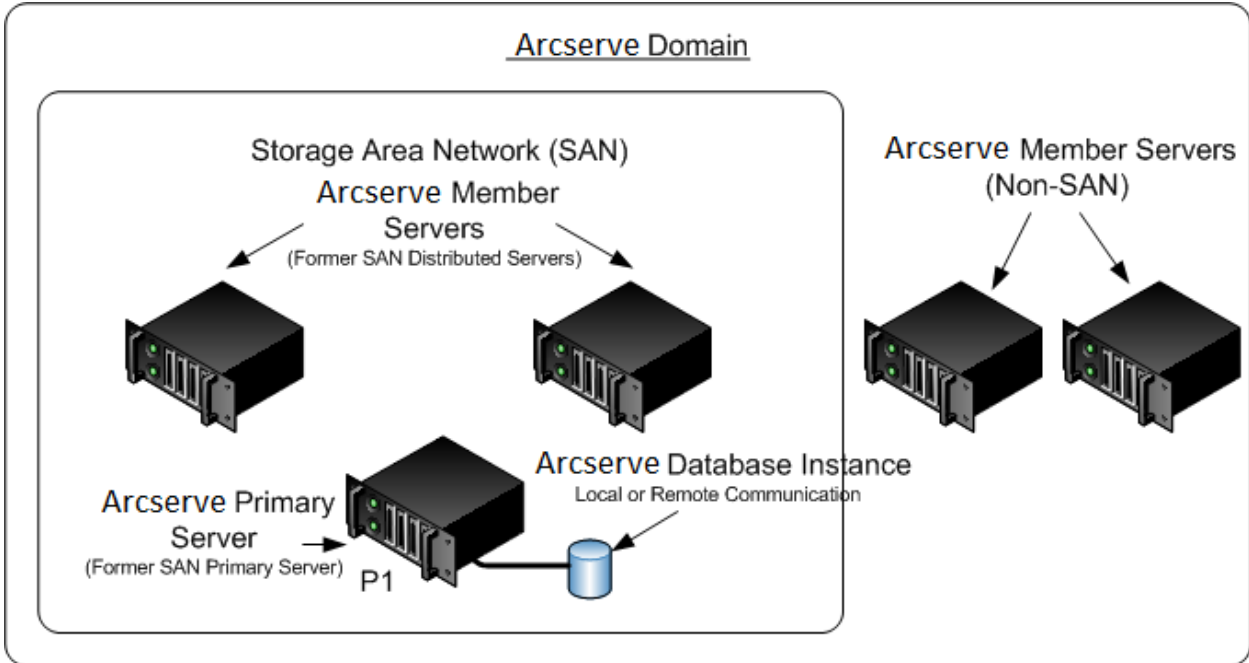 Arcserve Domain
Storage Area Network (SAN)
Arcserve Member
Servers
(Former SAN Distributed Servers)
Arcserve Member Servers
(Non-SAN)
Arcserve Database Instance
Local or Remote Communication
Arcserve Primary
Server
(Former SAN Primary Server)
P1